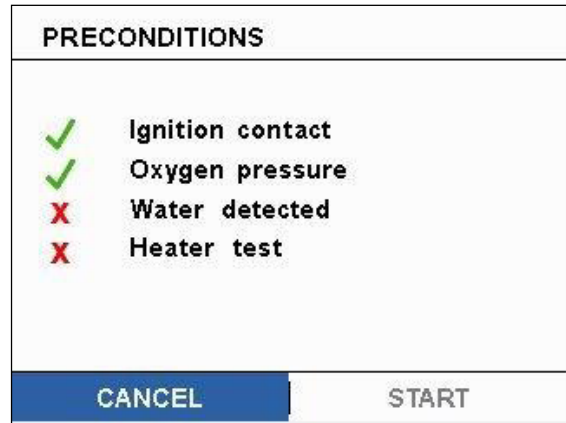 PRECONDITIONS
Ignition contact
Oxygen pressure
X Water detected
X Heater test
CANCEL START